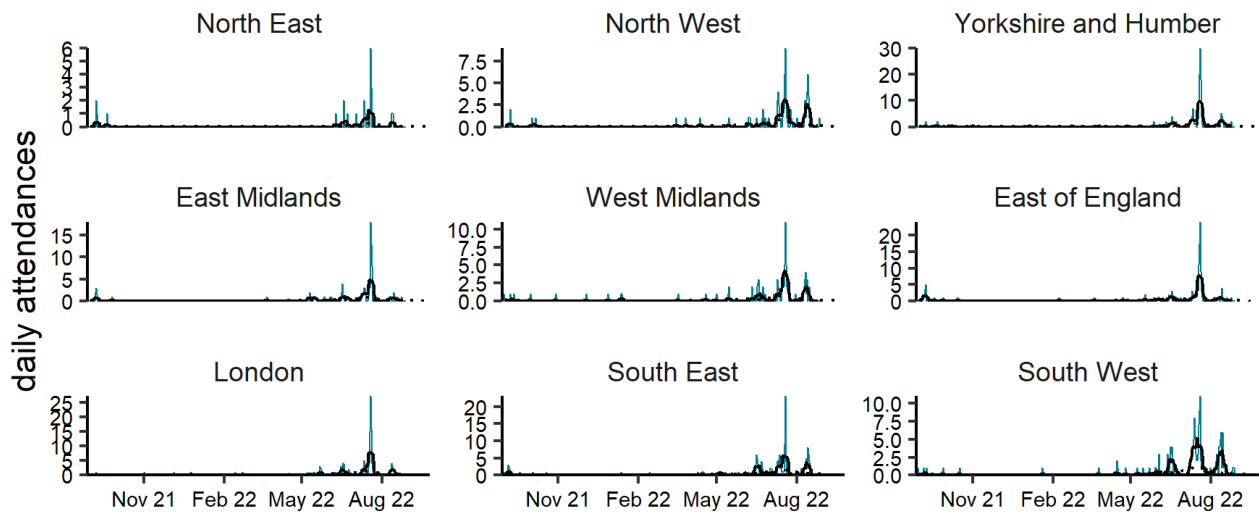 North East North West Yorkshire and Humber
6 7.5 30
5 5.0 20
4 2.5 10
3 0.0 0
2
1
0
daily attendances
East Midlands West Midlands East of England
15 10.0 20
10 7.5 15
5 5.0 10
0 2.5 5
0.0 0
London South East South West
25 20 10.0
20 15 7.5
15 10 5.0
10 5 2.5
5 0 0.0
0
Nov 21 Feb 22 May 22 Aug 22 Nov 21 Feb 22 May 22 Aug 22 Nov 21 Feb 22 May 22 Aug 22